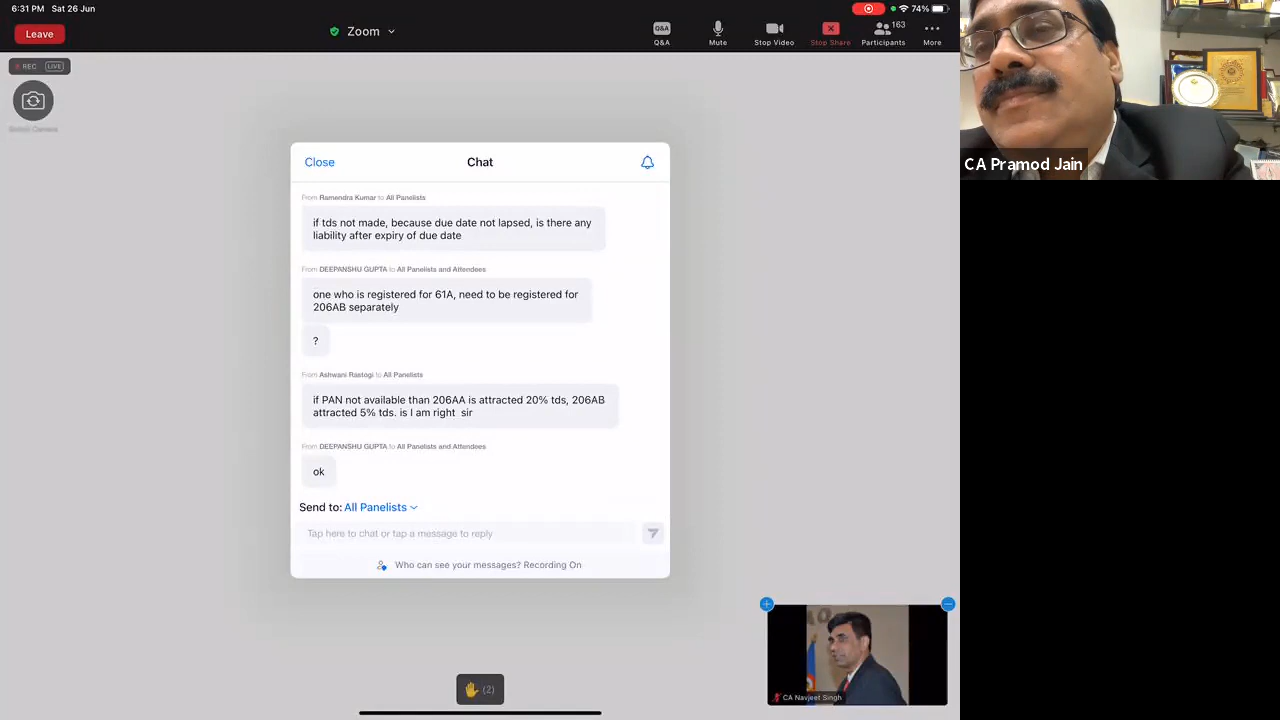 6:31 PM Sat 26 Jun
74%
Leave
Zoom
Q&A
Q&A
Mute
Stop Video
Stop Share
163
Participants
More
REC LIVE
Switch Camera
Close
Chat
From Ramendra Kumar to All Panelists
if tds not made, because due date not lapsed, is there any
liability after expiry of due date
From DEEPANSHU GUPTA to All Panelists and Attendees
one who is registered for 61A, need to be registered for
206AB separately
?
From Ashwani Rastogi to All Panelists
if PAN not available than 206AA is attracted 20% tds, 206AB
attracted 5% tds. is I am right sir
From DEEPANSHU GUPTA to All Panelists and Attendees
ok
Send to: All Panelists
Tap here to chat or tap a message to reply
Who can see your messages? Recording On
(2)
CA Pramod Jain
CA Navjeet Singh